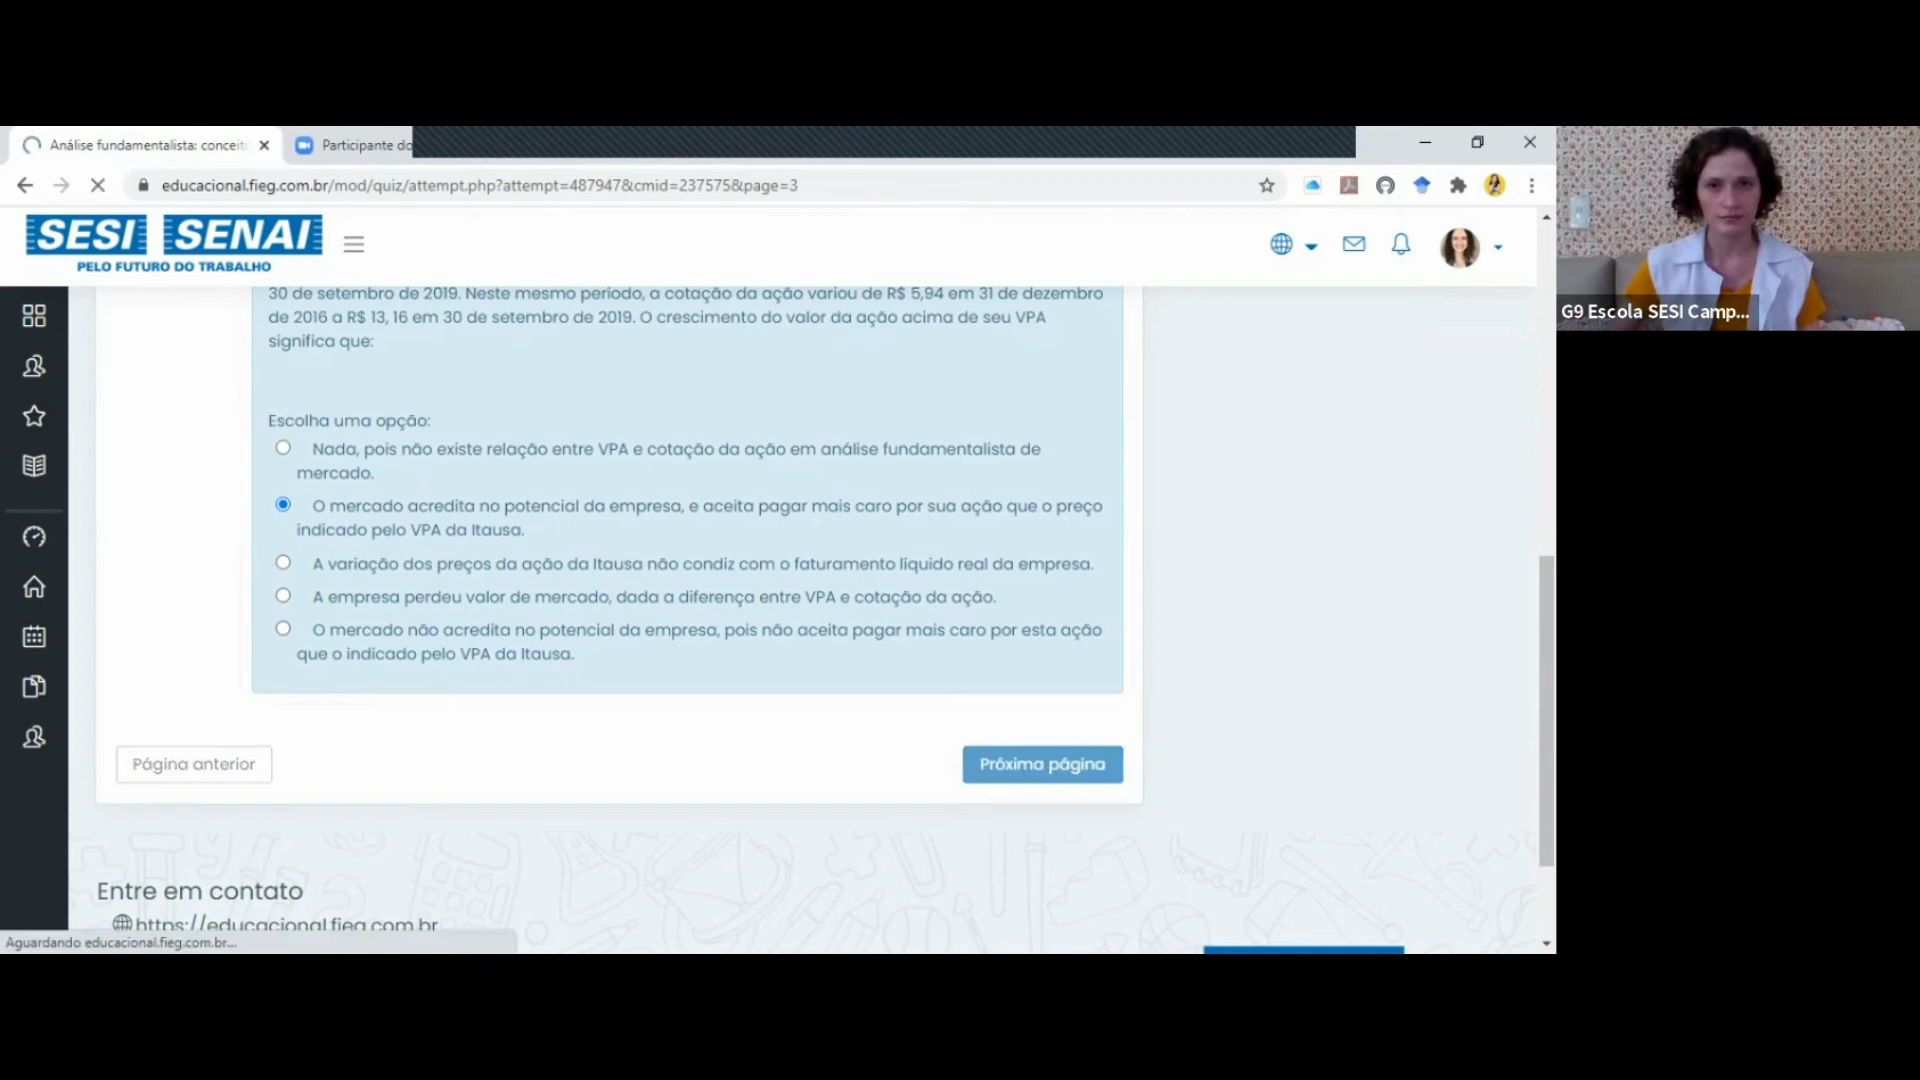 Análise fundamentalista: conceit
Participante do
educacional.fieg.com.br/mod/quiz/attempt.php?attempt=487947&cmid=237575&page=3
SESI SENAI
PELO FUTURO DO TRABALHO
30 de setembro de 2019. Neste mesmo período, a cotação da ação variou de R$ 5,94 em 31 de dezembro
de 2016 a R$ 13, 16 em 30 de setembro de 2019. O crescimento do valor da ação acima de seu VPA
significa que:
Escolha uma opção:
Nada, pois não existe relação entre VPA e cotação da ação em análise fundamentalista de
mercado.
O mercado acredita no potencial da empresa, e aceita pagar mais caro por sua ação que o preço
indicado pelo VPA da Itausa.
A variação dos preços da ação da Itausa não condiz com o faturamento líquido real da empresa.
A empresa perdeu valor de mercado, dada a diferença entre VPA e cotação da ação.
O mercado não acredita no potencial da empresa, pois não aceita pagar mais caro por esta ação
que o indicado pelo VPA da Itausa.
Página anterior
Próxima página
Entre em contato
https://educacional.fieg.com.br
Aguardando educacional.fieg.com.br...
G9 Escola SESI Camp...